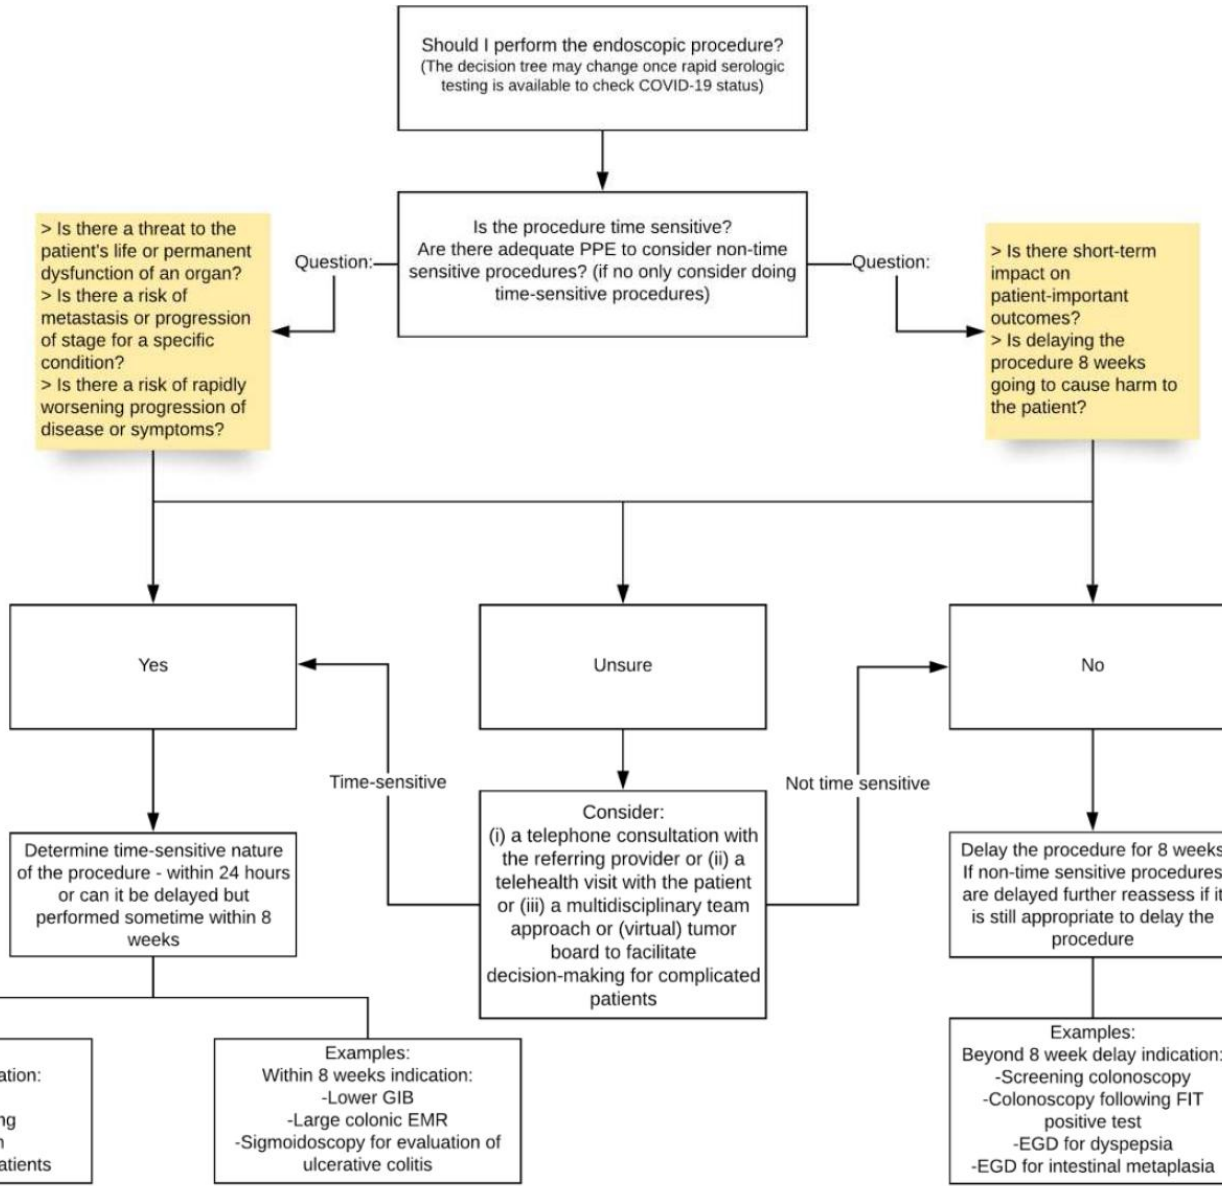 Should I perform the endoscopic procedure?
(The decision tree may change once rapid serologic
testing is available to check COVID-19 status)
Is the procedure time sensitive?
Are there adequate PPE to consider non-time
sensitive procedures? (if no only consider doing
time-sensitive procedures)
Question:
Question:
> Is there a threat to the
patient's life or permanent
dysfunction of an organ?
> Is there a risk of
metastasis or progression
of stage for a specific
condition?
> Is there a risk of rapidly
worsening progression of
disease or symptoms?
> Is there short-term
impact on
patient-important
outcomes?
> Is delaying the
procedure 8 weeks
going to cause harm to
the patient?
Yes
Unsure
No
Time-sensitive
Not time sensitive
Determine time-sensitive nature
of the procedure - within 24 hours
or can it be delayed but
performed sometime within 8
weeks
Consider:
(i) a telephone consultation with
the referring provider or (ii) a
telehealth visit with the patient
or (iii) a multidisciplinary team
approach or (virtual) tumor
board to facilitate
decision-making for complicated
patients
Delay the procedure for 8 weeks
If non-time sensitive procedures
are delayed further reassess if it
is still appropriate to delay the
procedure
Examples:
Within 8 weeks indication:
-Lower GIB
-Large colonic EMR
-Sigmoidoscopy for evaluation of
ulcerative colitis
Examples:
Beyond 8 week delay indication:
-Screening colonoscopy
-Colonoscopy following FIT
positive test
-EGD for dyspepsia
-EGD for intestinal metaplasia